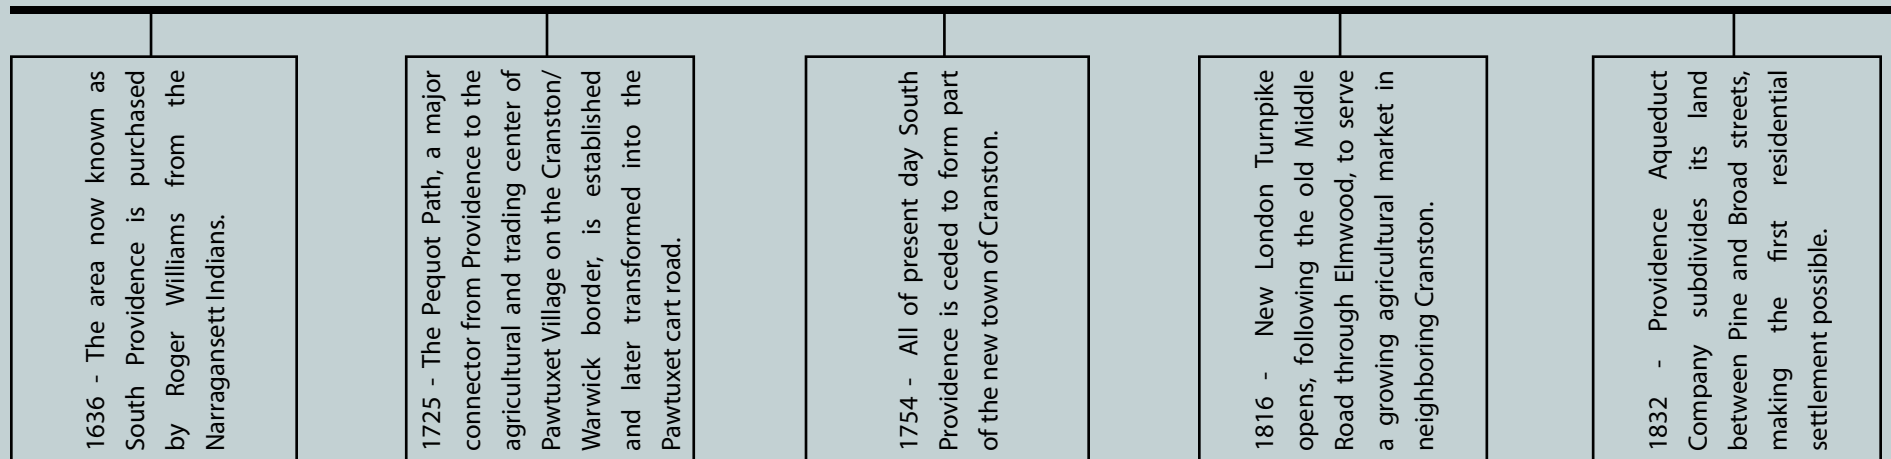 1636 - The area now known as
South Providence is purchased
by Roger Williams from the
Narragansett Indians.
1725 - The Pequot Path, a major
connector from Providence to the
agricultural and trading center of
Pawtuxet Village on the Cranston/
Warwick border, is established
and later transformed into the
Pawtuxet cart road.
1754 - All of present day South
Providence is ceded to form part
of the new town of Cranston.
1816 - New London Turnpike
opens, following the old Middle
Road through Elmwood, to serve
a growing agricultural market in
neighboring Cranston.
1832 - Providence Aqueduct
Company subdivides its land
between Pine and Broad streets,
making the first residential
settlement possible.